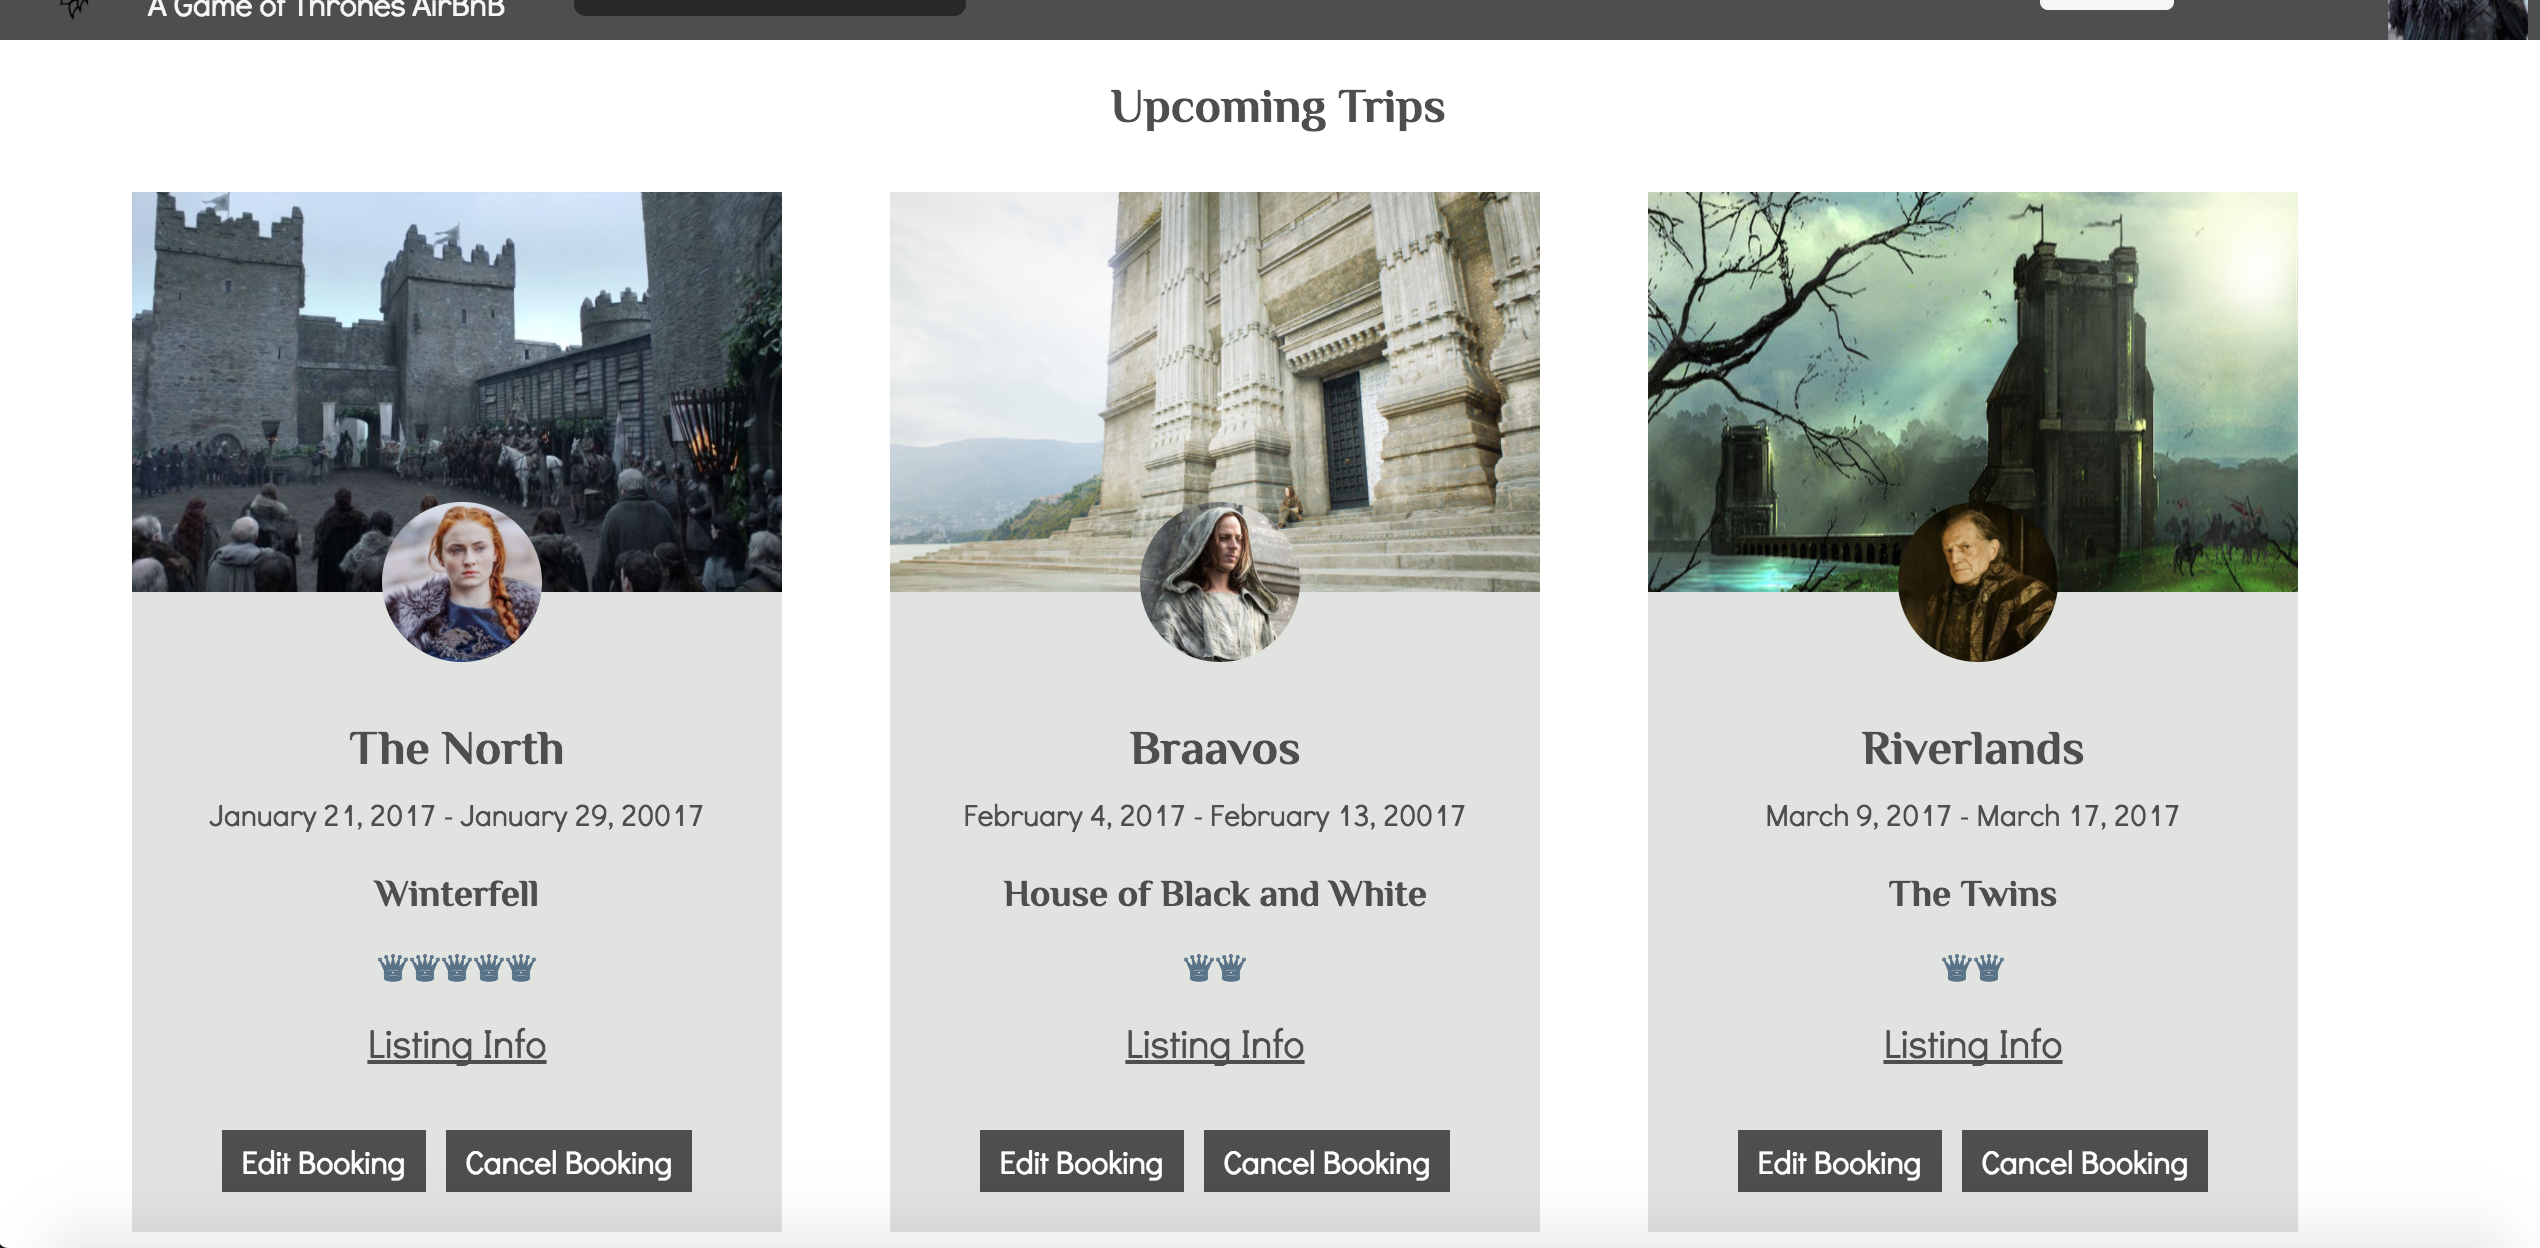 A Game of Thrones AirBnB
Upcoming Trips
The North
January 21, 2017 - January 29, 20017
Winterfell
Listing Info
Edit Booking
Cancel Booking
Braavos
February 4, 2017 - February 13, 20017
House of Black and White
Listing Info
Edit Booking
Cancel Booking
Riverlands
March 9, 2017 - March 17, 2017
The Twins
Listing Info
Edit Booking
Cancel Booking